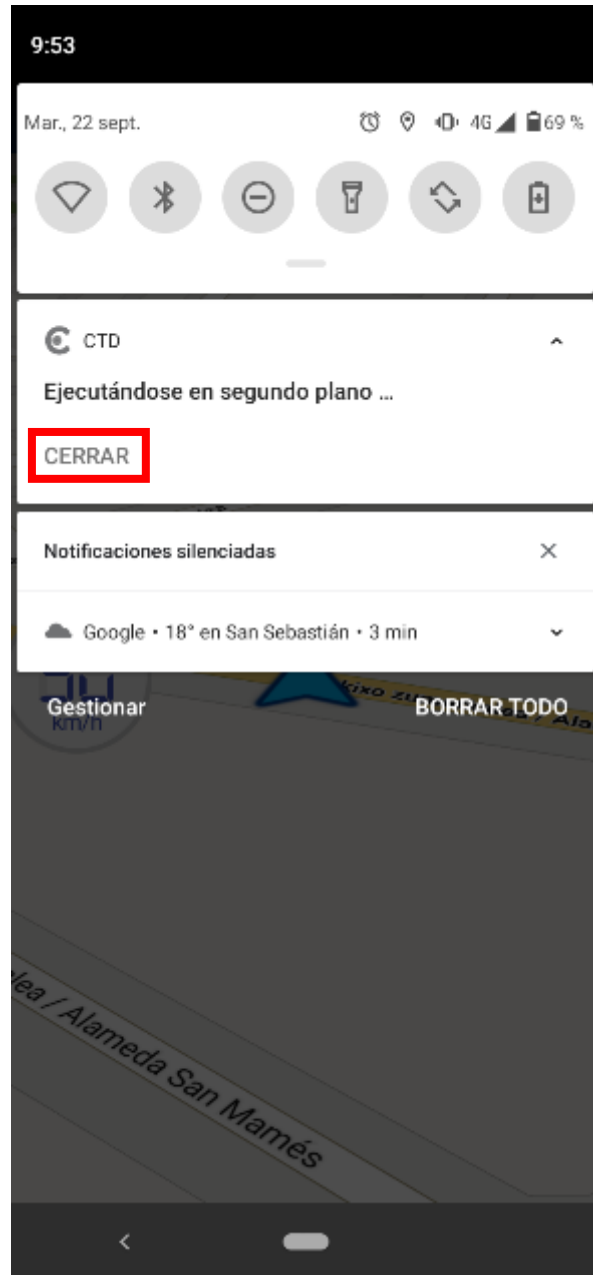 9:53
Mar., 22 sept.
4G 69 %
CTD
Ejecutándose en segundo plano ...
CERRAR
Notificaciones silenciadas
Google • 18° en San Sebastián • 3 min
Gestionar
BORRAR TODO
km/h
lea / Alameda San Mamés